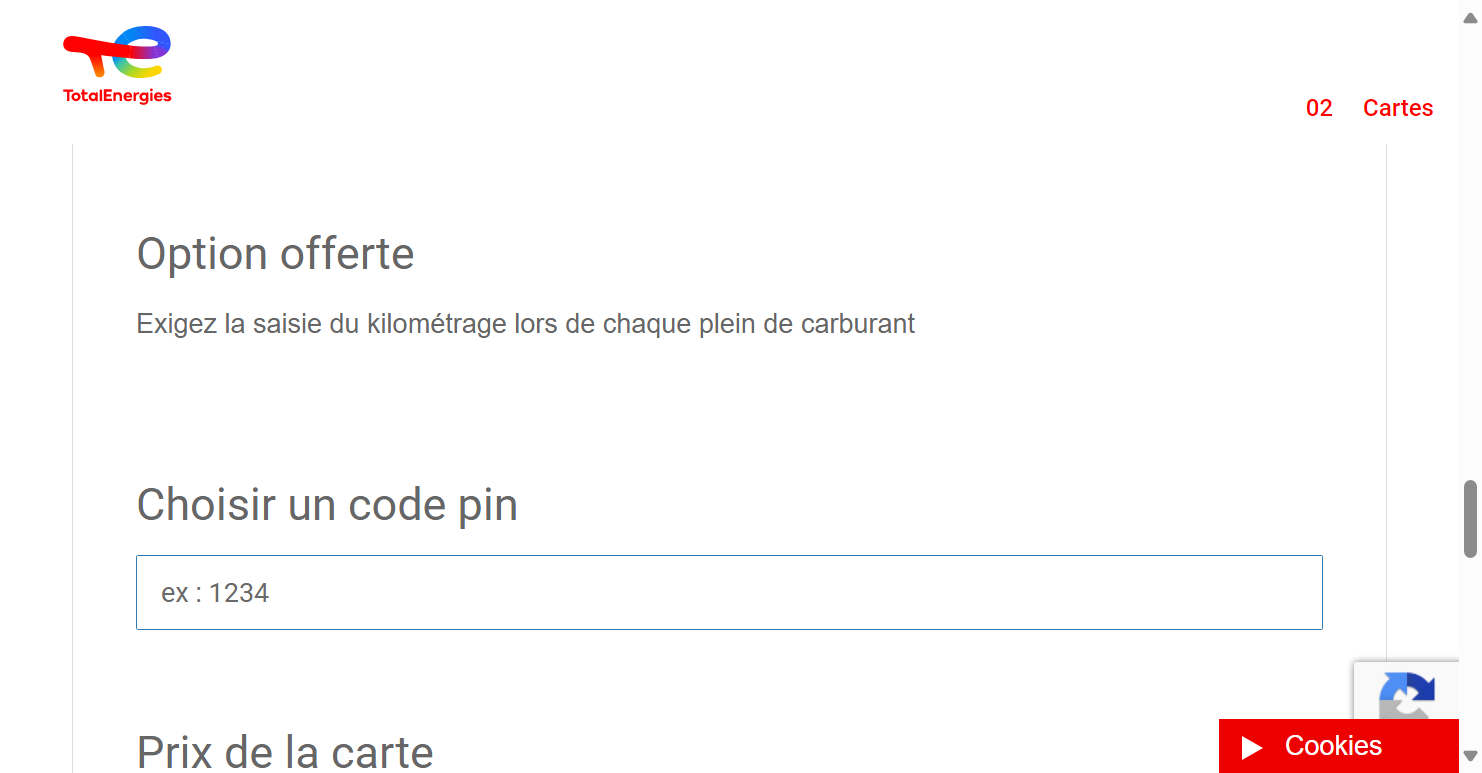 TotalEnergies
02 Cartes
Option offerte
Exigez la saisie du kilométrage lors de chaque plein de carburant
Choisir un code pin
ex : 1234
Prix de la carte
Cookies